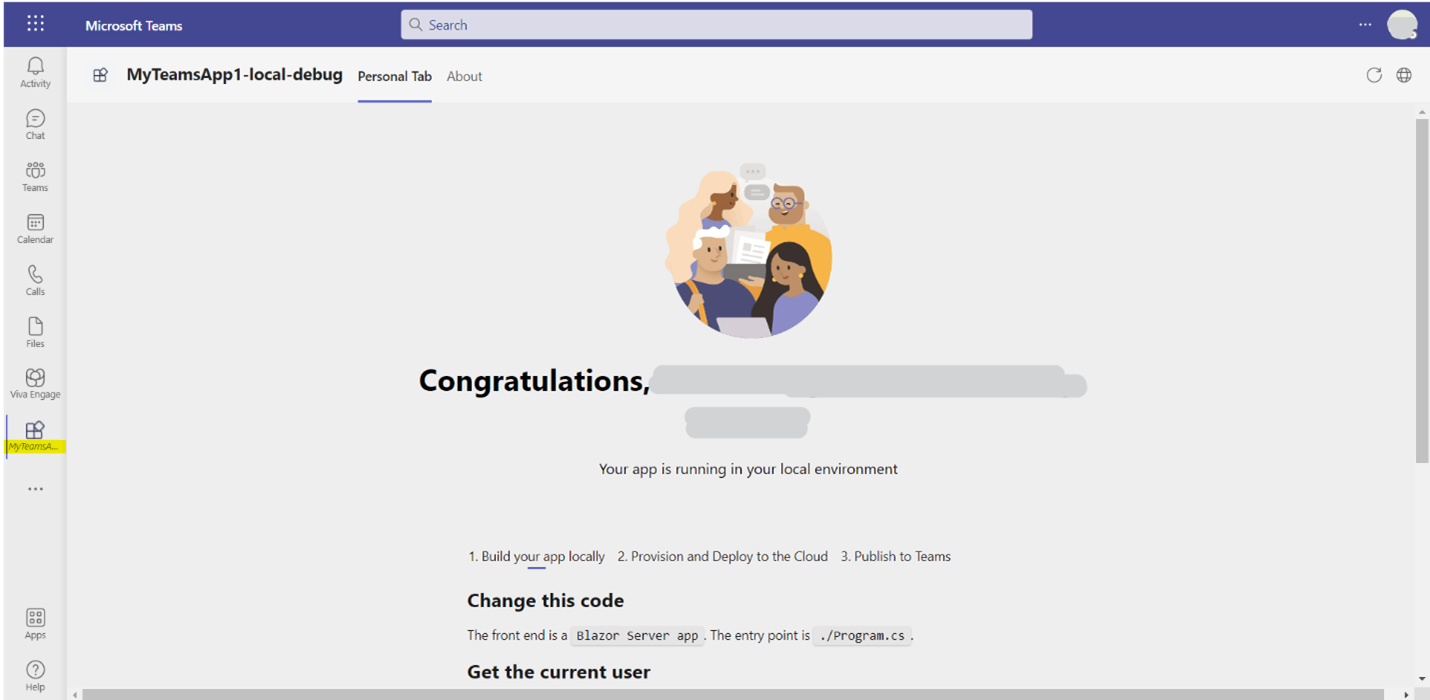 Microsoft Teams
Search
Activity
Chat
Teams
Calendar
Calls
Files
Viva Engage
MyTeamsA...
Apps
Help
MyTeamsApp1-local-debug Personal Tab About
Congratulations,
Your app is running in your local environment
1. Build your app locally 2. Provision and Deploy to the Cloud 3. Publish to Teams
Change this code
The front end is a Blazor Server app. The entry point is ./Program.cs.
Get the current user